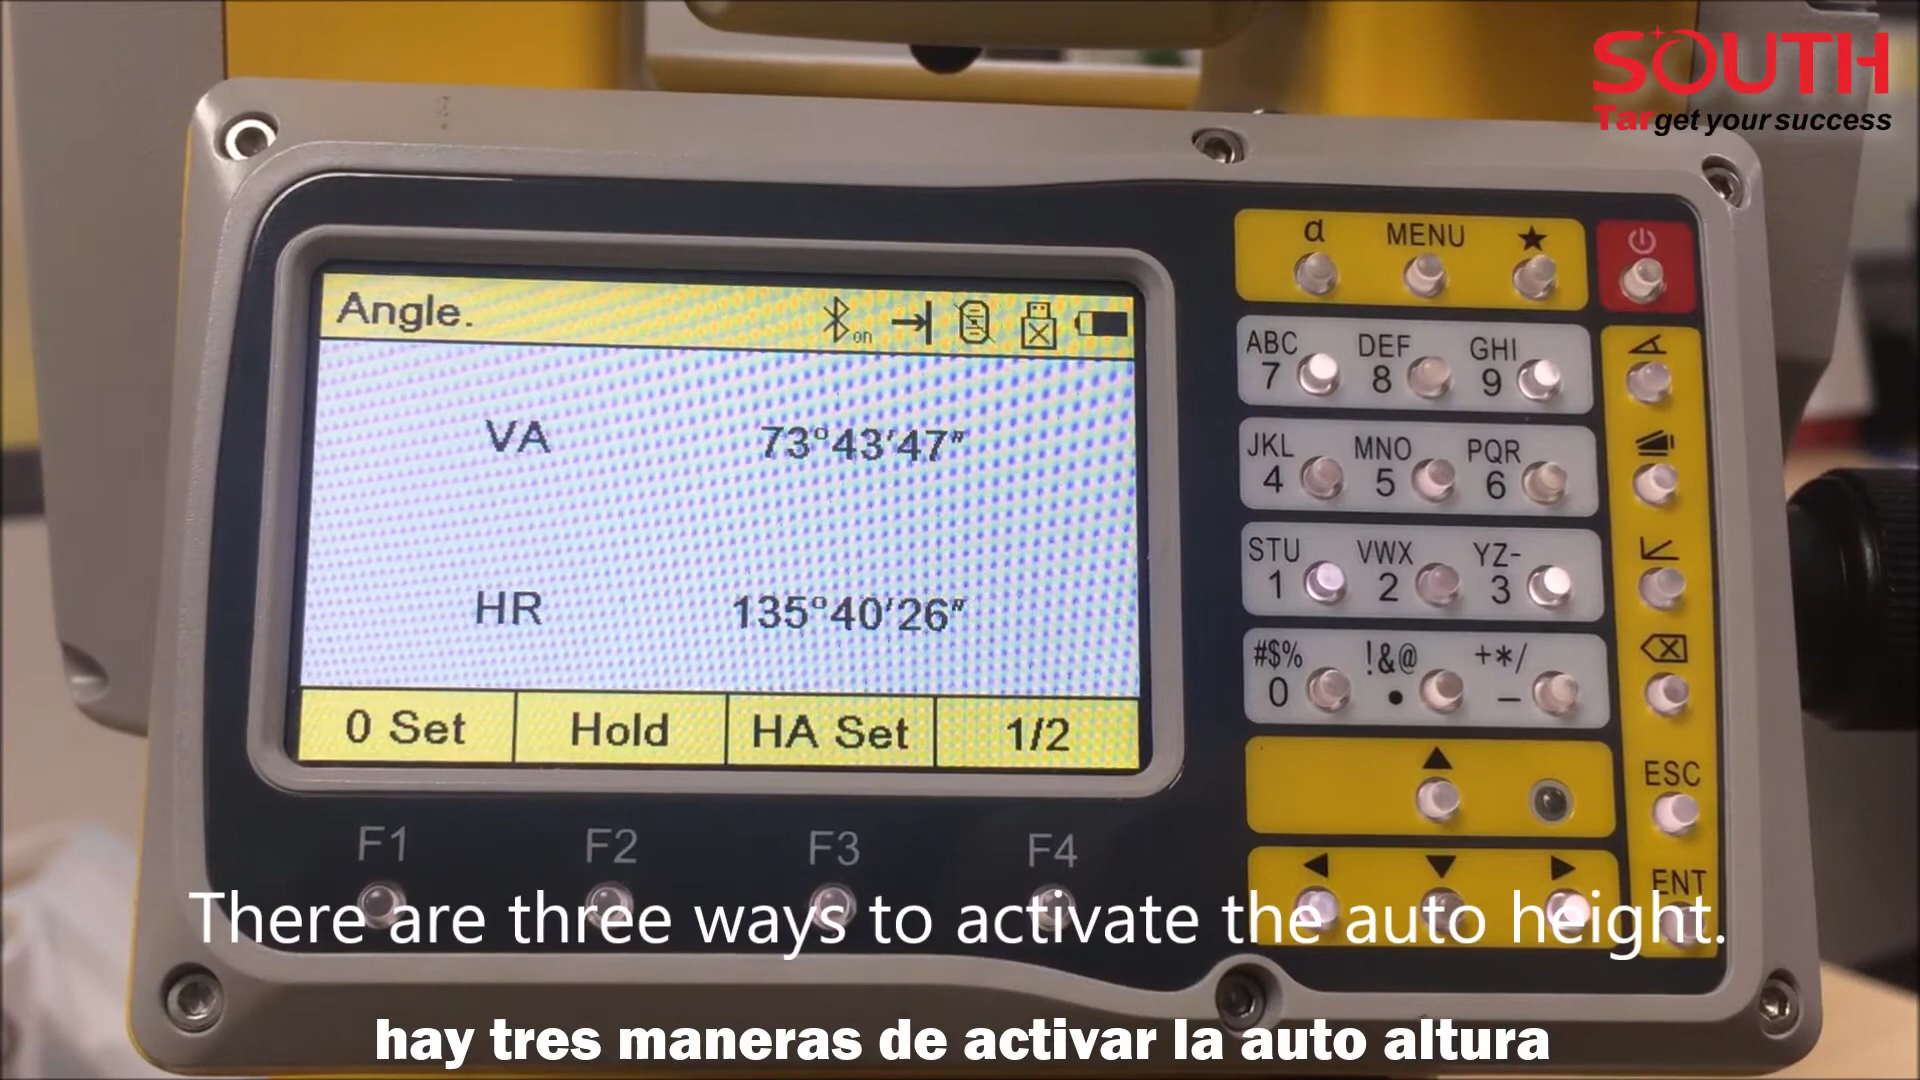 SOUTH
Target your success
Angle.
on
VA 73°43'47"
HR 135°40'26"
0 Set Hold HA Set 1/2
F1 F2 F3 F4
α MENU ★
ABC DEF GHI
7 8 9
JKL MNO PQR
4 5 6
STU VWX YZ-
1 2 3
#$% !&@ +*/
0 • –
ESC
ENT
There are three ways to activate the auto height.
hay tres maneras de activar la auto altura